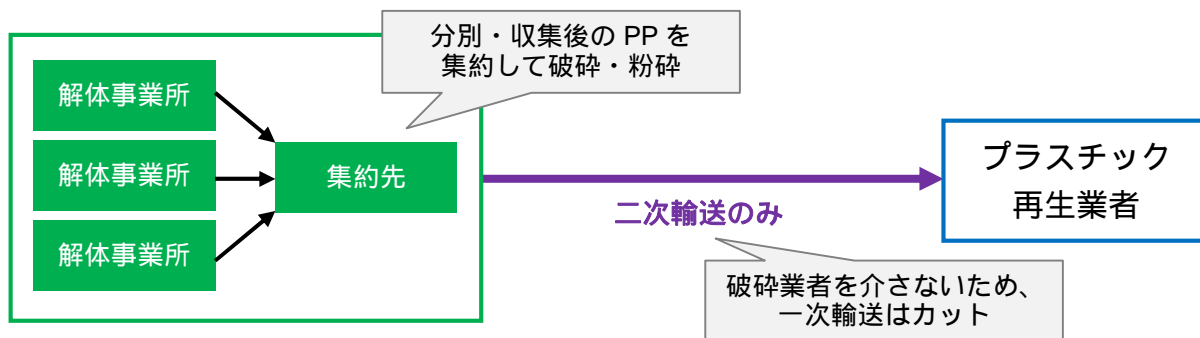 分別・収集後の PP を
集約して破砕・粉砕
解体事業所
解体事業所
解体事業所
集約先
二次輸送のみ
プラスチック
再生業者
破砕業者を介さないため、
一次輸送はカット